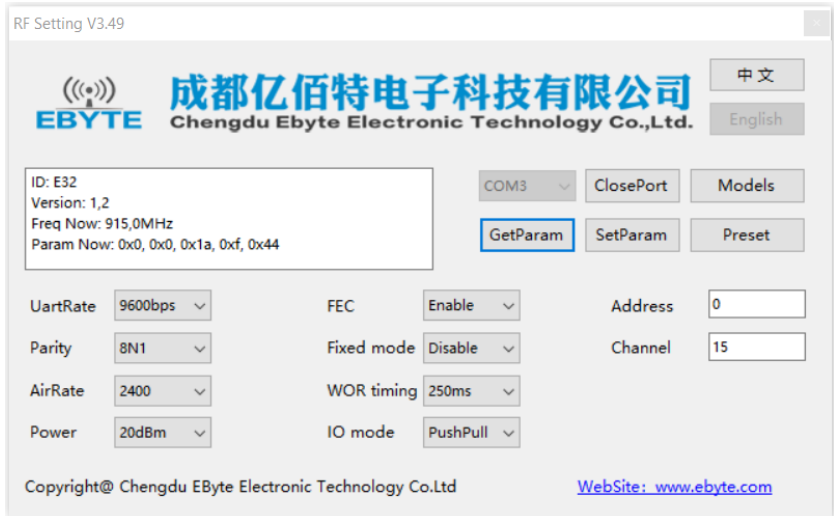 RF Setting V3.49
EBYTE
成都亿佰特电子科技有限公司
Chengdu Ebyte Electronic Technology Co.,Ltd.
中文
English
ID: E32
Version: 1,2
Freq Now: 915,0MHz
Param Now: 0x0, 0x0, 0x1a, 0xf, 0x44
COM3 ClosePort Models
GetParam SetParam Preset
UartRate 9600bps FEC Enable Address 0
Parity 8N1 Fixed mode Disable Channel 15
AirRate 2400 WOR timing 250ms
Power 20dBm IO mode PushPull
Copyright@ Chengdu EByte Electronic Technology Co.Ltd WebSite: www.ebyte.com